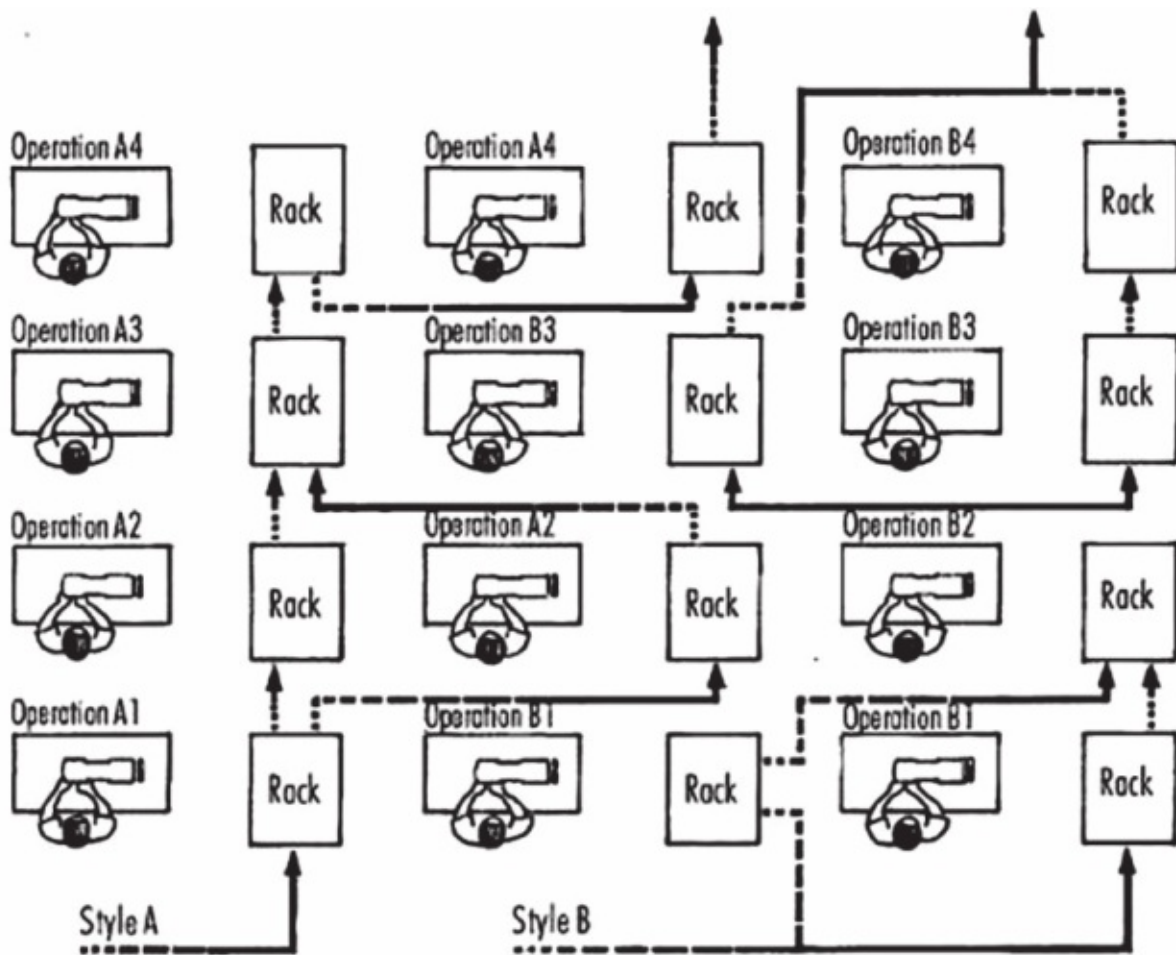 Operation A4
Operation A4
Operation B4
Rack
Rack
Rack
Operation A3
Operation B3
Operation B3
Rack
Rack
Rack
Operation A2
Operation A2
Operation B2
Rack
Rack
Rack
Operation A1
Operation B1
Operation B1
Rack
Rack
Rack
Style A
Style B